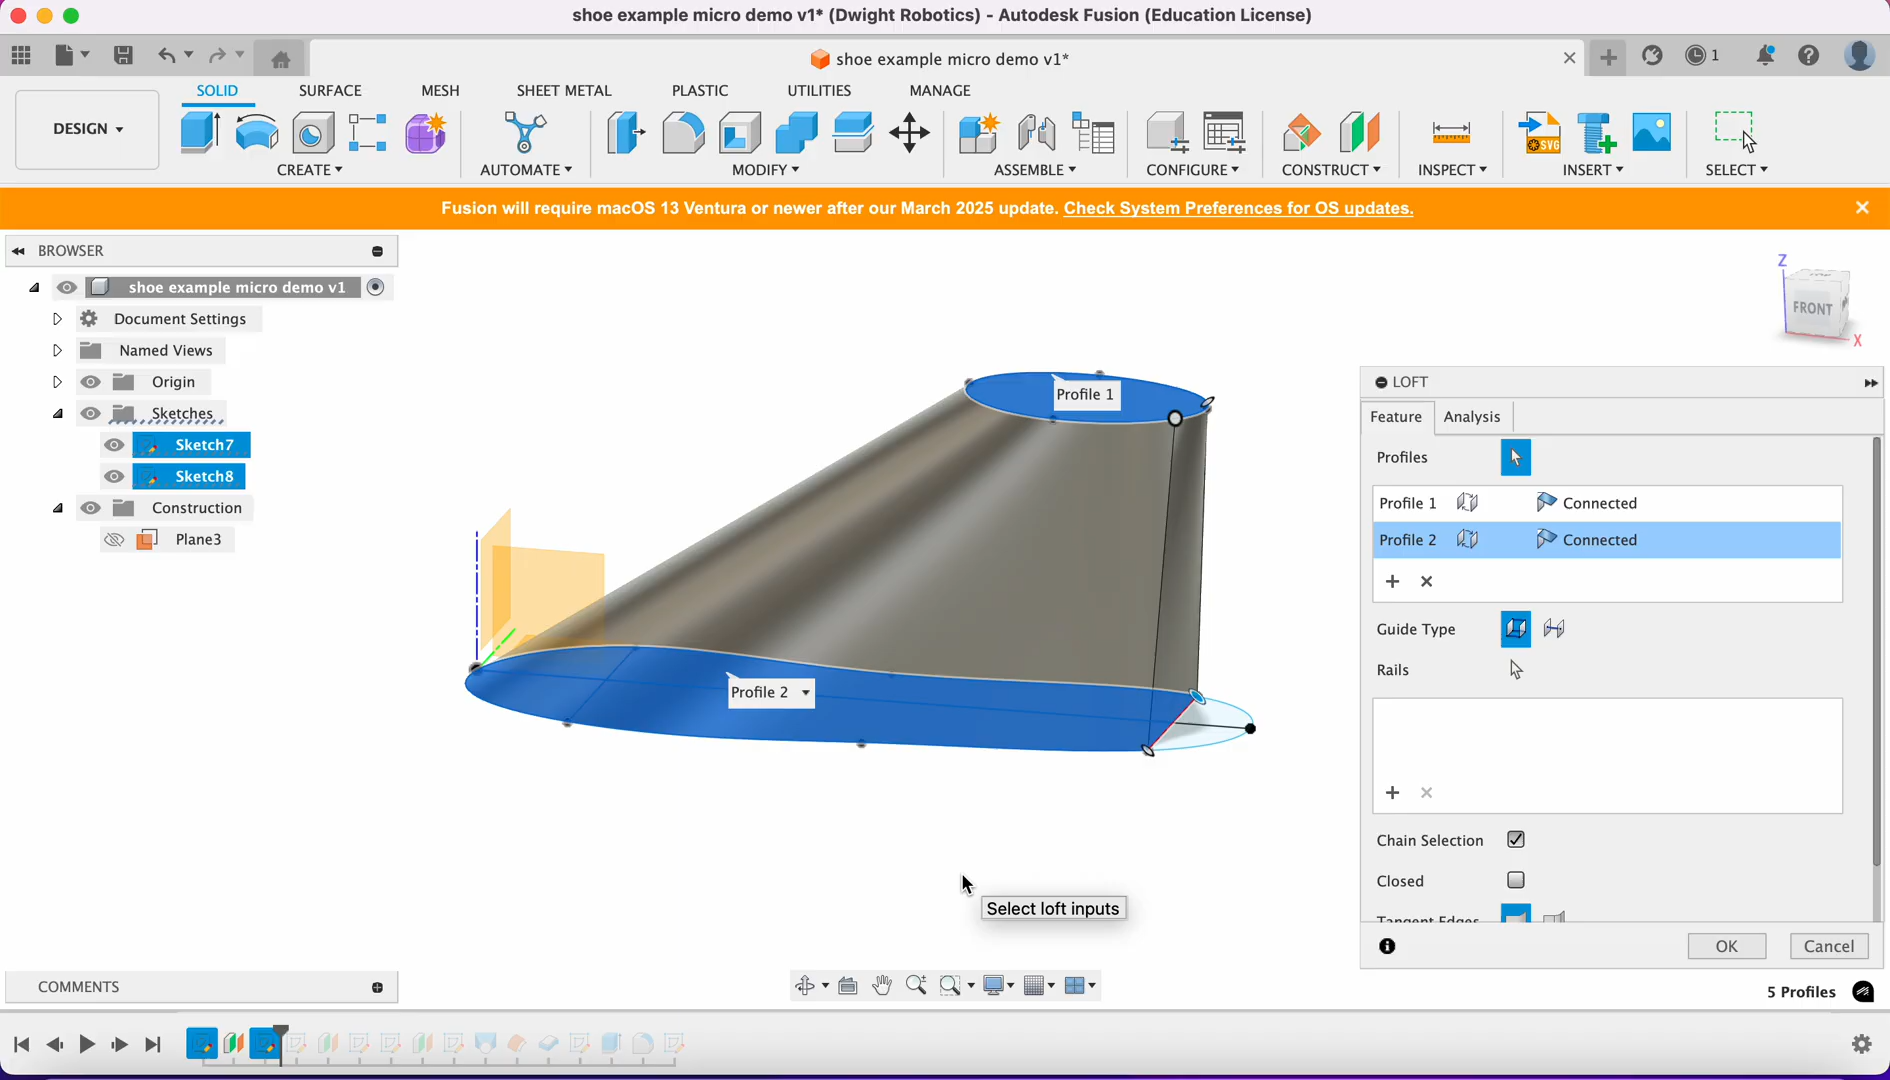 shoe example micro demo v1* (Dwight Robotics) - Autodesk Fusion (Education License)
shoe example micro demo v1*
1
SOLID
SURFACE
MESH
SHEET METAL
PLASTIC
UTILITIES
MANAGE
DESIGN
CREATE
AUTOMATE
MODIFY
ASSEMBLE
CONFIGURE
CONSTRUCT
INSPECT
INSERT
SELECT
SVG
Fusion will require macOS 13 Ventura or newer after our March 2025 update. Check System Preferences for OS updates.
BROWSER
shoe example micro demo v1
Document Settings
Named Views
Origin
Sketches
Sketch7
Sketch8
Construction
Plane3
Profile 1
Profile 2
Select loft inputs
Z
TOP
FRONT
X
LOFT
Feature
Analysis
Profiles
Profile 1
Connected
Profile 2
Connected
Guide Type
Rails
Chain Selection
Closed
Tangent Edges
OK
Cancel
COMMENTS
5 Profiles